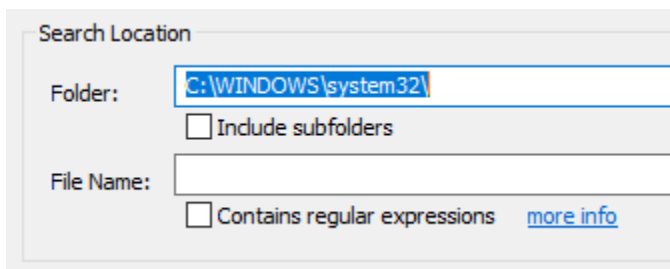 Search Location
Folder: C:\WINDOWS\system32\
Include subfolders
File Name:
Contains regular expressions more info